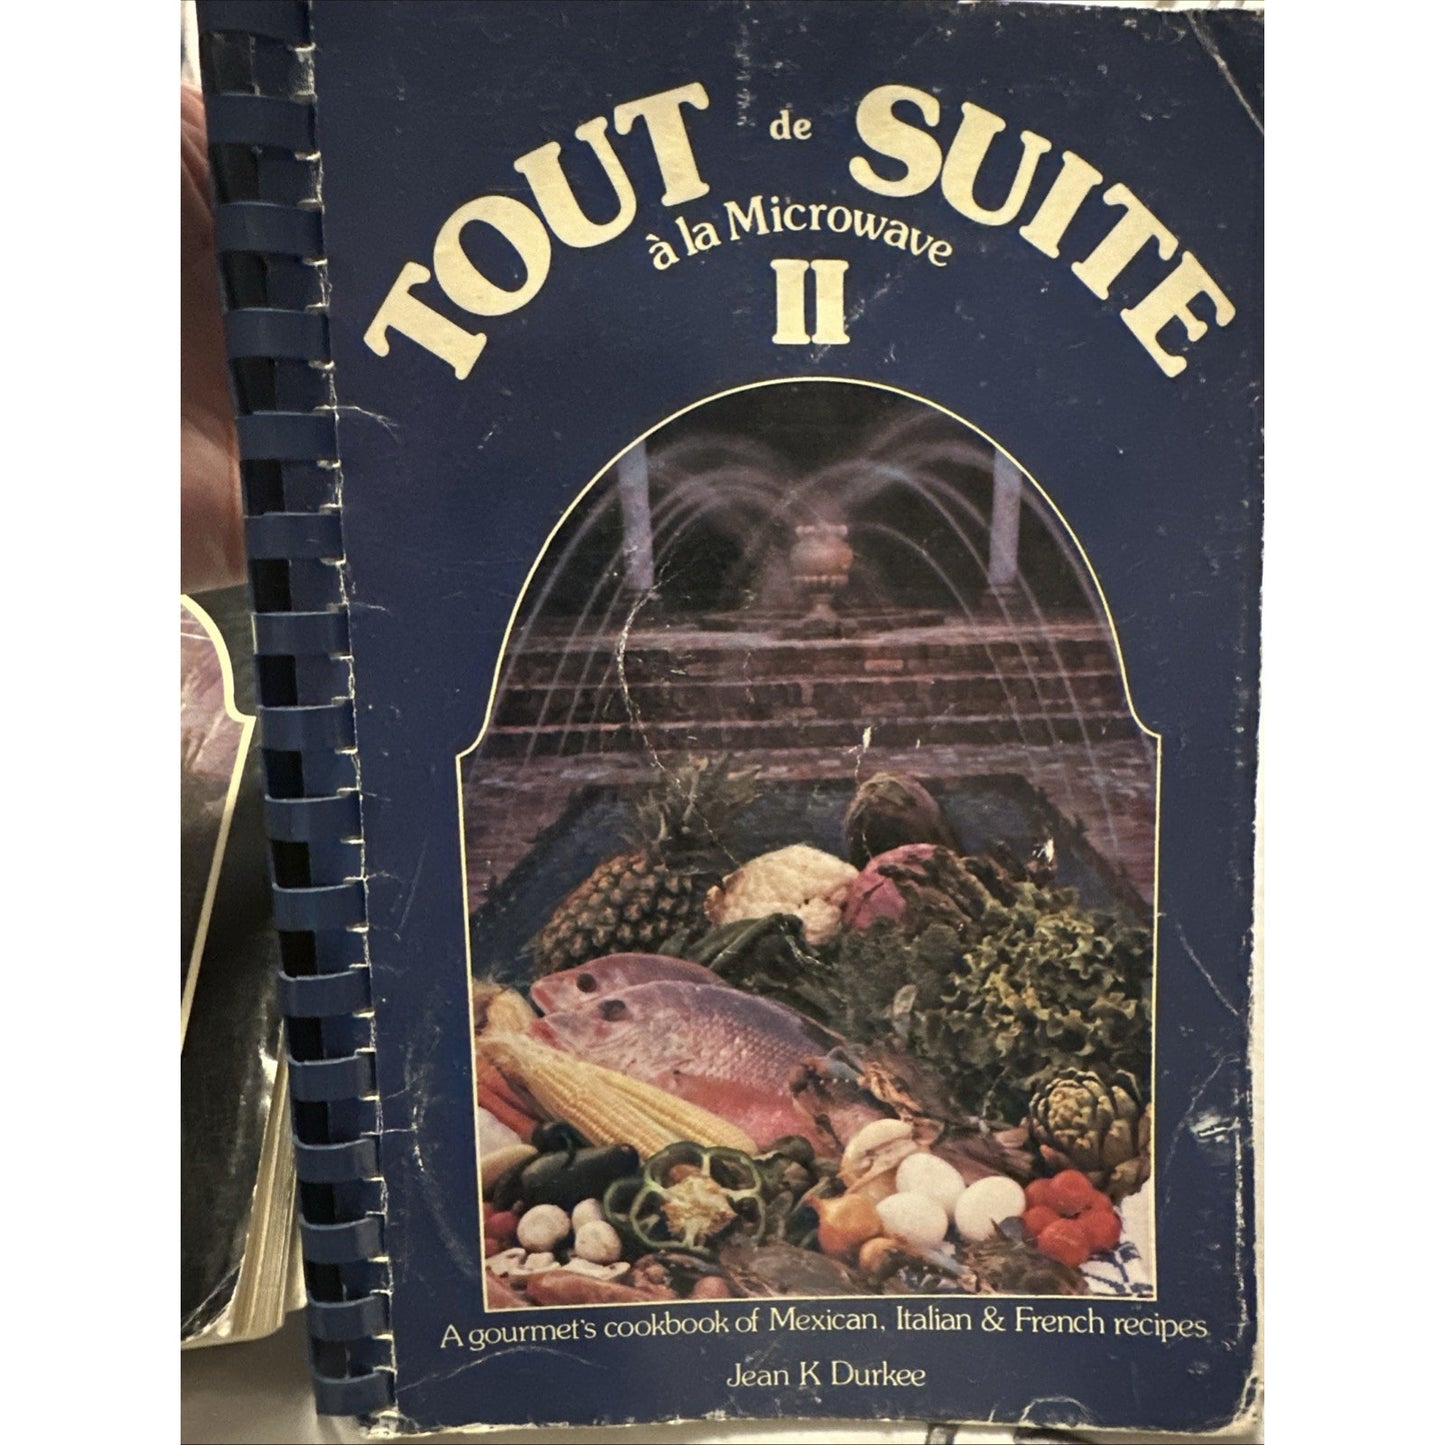 TOUT de SUITE
à la Microwave
II
A gourmet's cookbook of Mexican, Italian & French recipes
Jean K Durkee